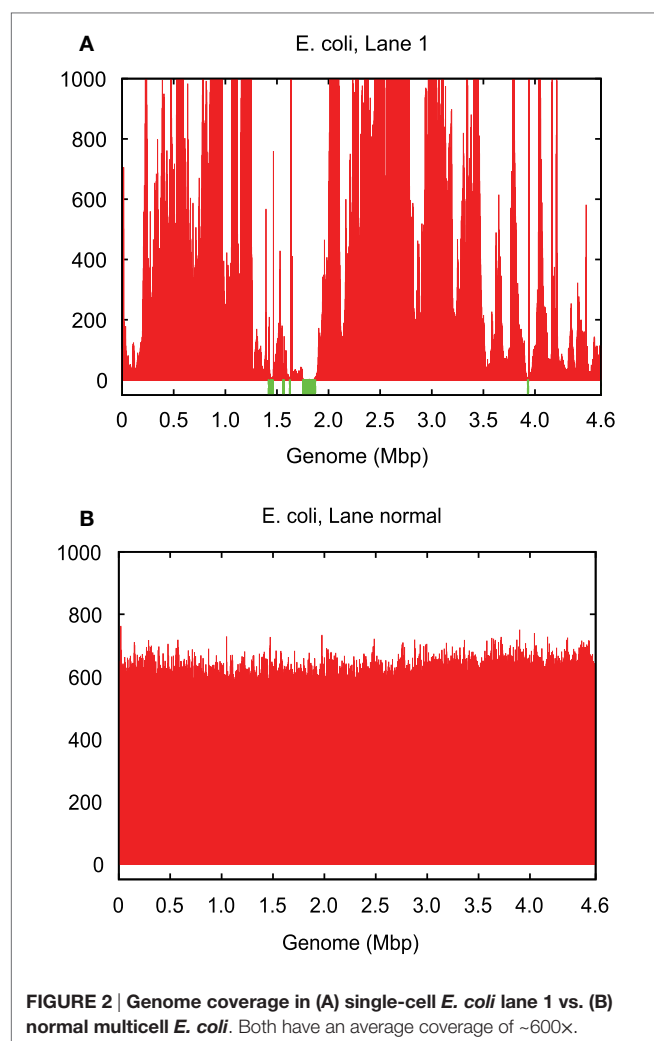 A
E. coli, Lane 1
1000
800
600
400
200
0
0 0.5 1.0 1.5 2.0 2.5 3.0 3.5 4.0 4.6
Genome (Mbp)
B
E. coli, Lane normal
1000
800
600
400
200
0
0 0.5 1.0 1.5 2.0 2.5 3.0 3.5 4.0 4.6
Genome (Mbp)
FIGURE 2 | Genome coverage in (A) single-cell E. coli lane 1 vs. (B)
normal multicell E. coli. Both have an average coverage of ~600×.